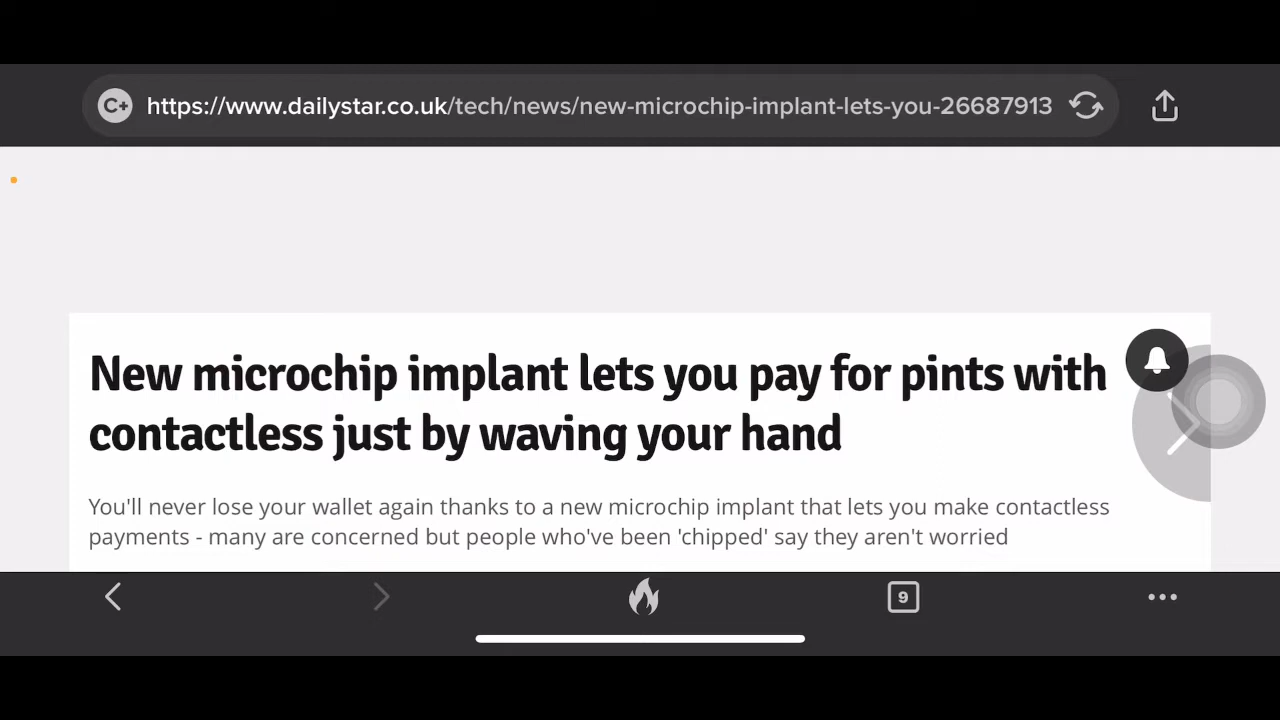 C+ https://www.dailystar.co.uk/tech/news/new-microchip-implant-lets-you-26687913
New microchip implant lets you pay for pints with
contactless just by waving your hand
You'll never lose your wallet again thanks to a new microchip implant that lets you make contactless
payments - many are concerned but people who've been 'chipped' say they aren't worried
9